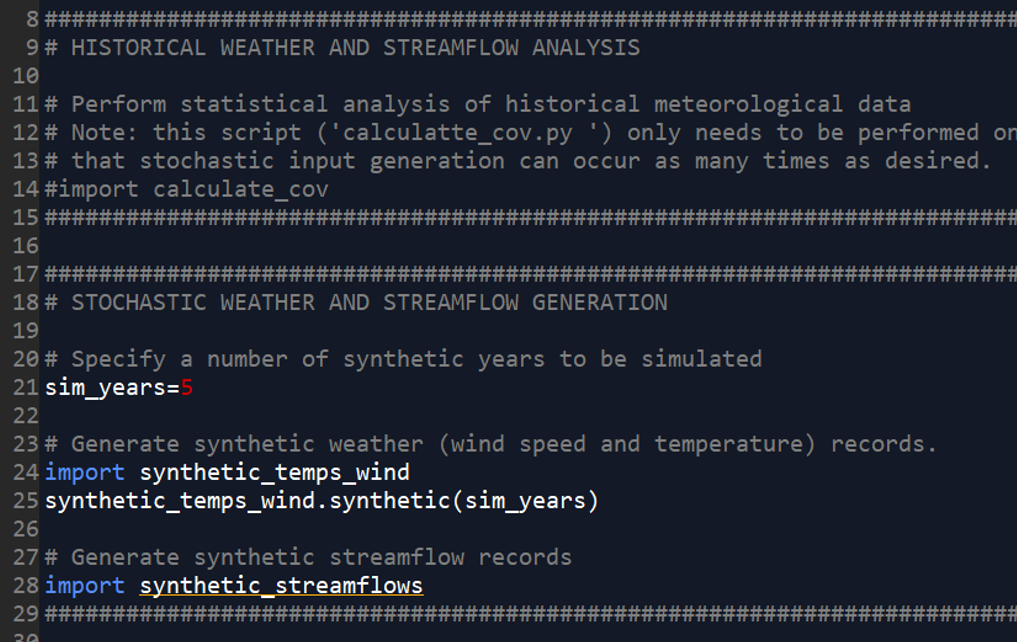 8 ########################################################################
9 # HISTORICAL WEATHER AND STREAMFLOW ANALYSIS
10
11 # Perform statistical analysis of historical meteorological data
12 # Note: this script ('calculatte_cov.py ') only needs to be performed on
13 # that stochastic input generation can occur as many times as desired.
14 #import calculate_cov
15 ########################################################################
16
17 ########################################################################
18 # STOCHASTIC WEATHER AND STREAMFLOW GENERATION
19
20 # Specify a number of synthetic years to be simulated
21 sim_years=5
22
23 # Generate synthetic weather (wind speed and temperature) records.
24 import synthetic_temps_wind
25 synthetic_temps_wind.synthetic(sim_years)
26
27 # Generate synthetic streamflow records
28 import synthetic_streamflows
29 ########################################################################
30